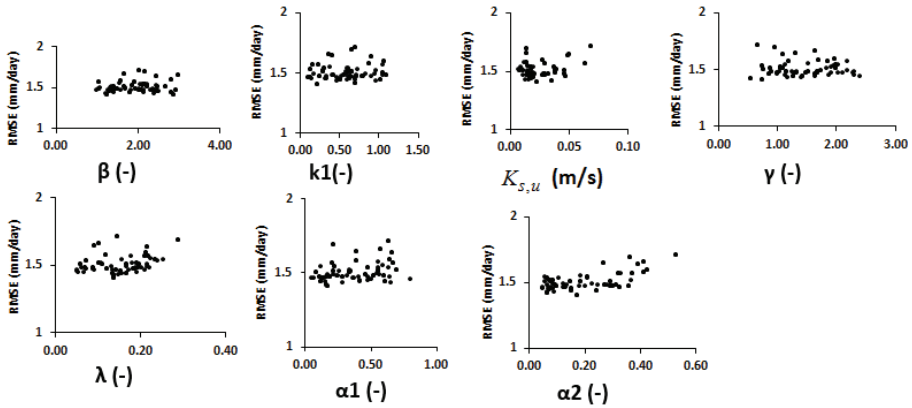 RMSE (mm/day)
2
1.5
1
0.00 2.00 4.00
β (-)
RMSE (mm/day)
2
1.5
1
0.00 0.50 1.00 1.50
k1(-)
RMSE (mm/day)
2
1.5
1
0.00 0.05 0.10
K_{s,u} (m/s)
RMSE (mm/day)
2
1.5
1
0.00 1.00 2.00 3.00
γ (-)
RMSE (mm/day)
2
1.5
1
0.00 0.20 0.40
λ (-)
RMSE (mm/day)
2
1.5
1
0.00 0.50 1.00
α1 (-)
RMSE (mm/day)
2
1.5
1
0.00 0.20 0.40 0.60
α2 (-)